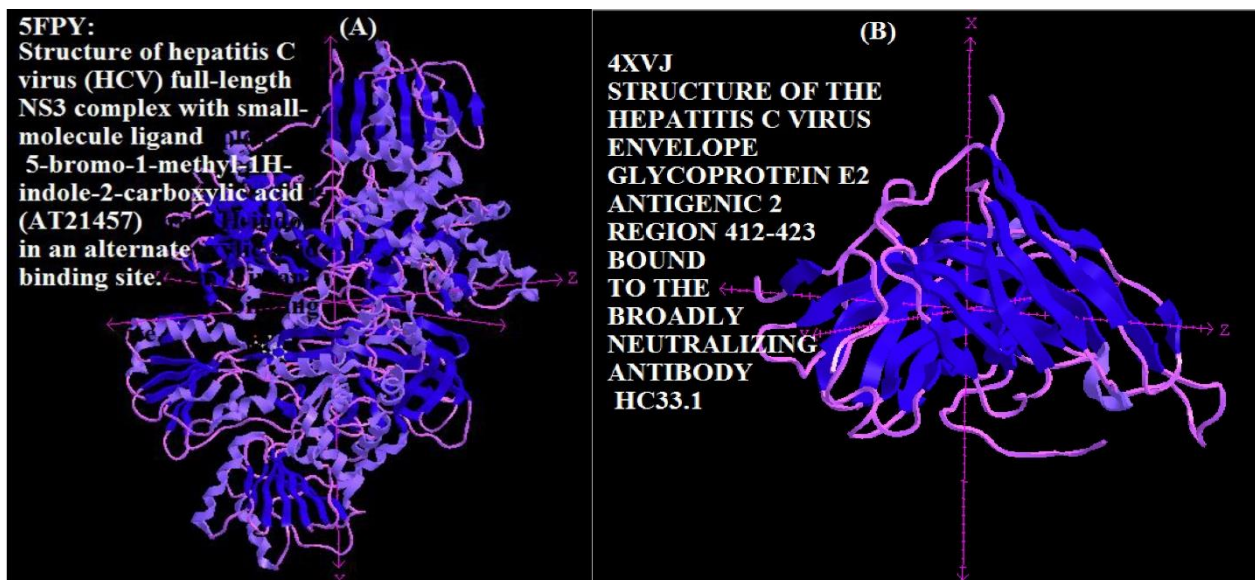 5FPY:
(A)
Structure of hepatitis C
virus (HCV) full-length
NS3 complex with small-
molecule ligand
5-bromo-1-methyl-1H-
indole-2-carboxylic acid
(AT21457)
in an alternate
binding site.
Z
(B)
X
4XVJ
STRUCTURE OF THE
HEPATITIS C VIRUS
ENVELOPE
GLYCOPROTEIN E2
ANTIGENIC 2
REGION 412-423
BOUND
TO THE
BROADLY
NEUTRALIZING
ANTIBODY
HC33.1
Z